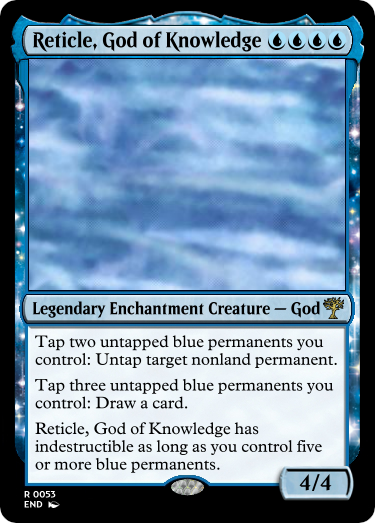 Reticle, God of Knowledge
Legendary Enchantment Creature — God
Tap two untapped blue permanents you
control: Untap target nonland permanent.
Tap three untapped blue permanents you
control: Draw a card.
Reticle, God of Knowledge has
indestructible as long as you control five
or more blue permanents.
4/4
R 0053
END